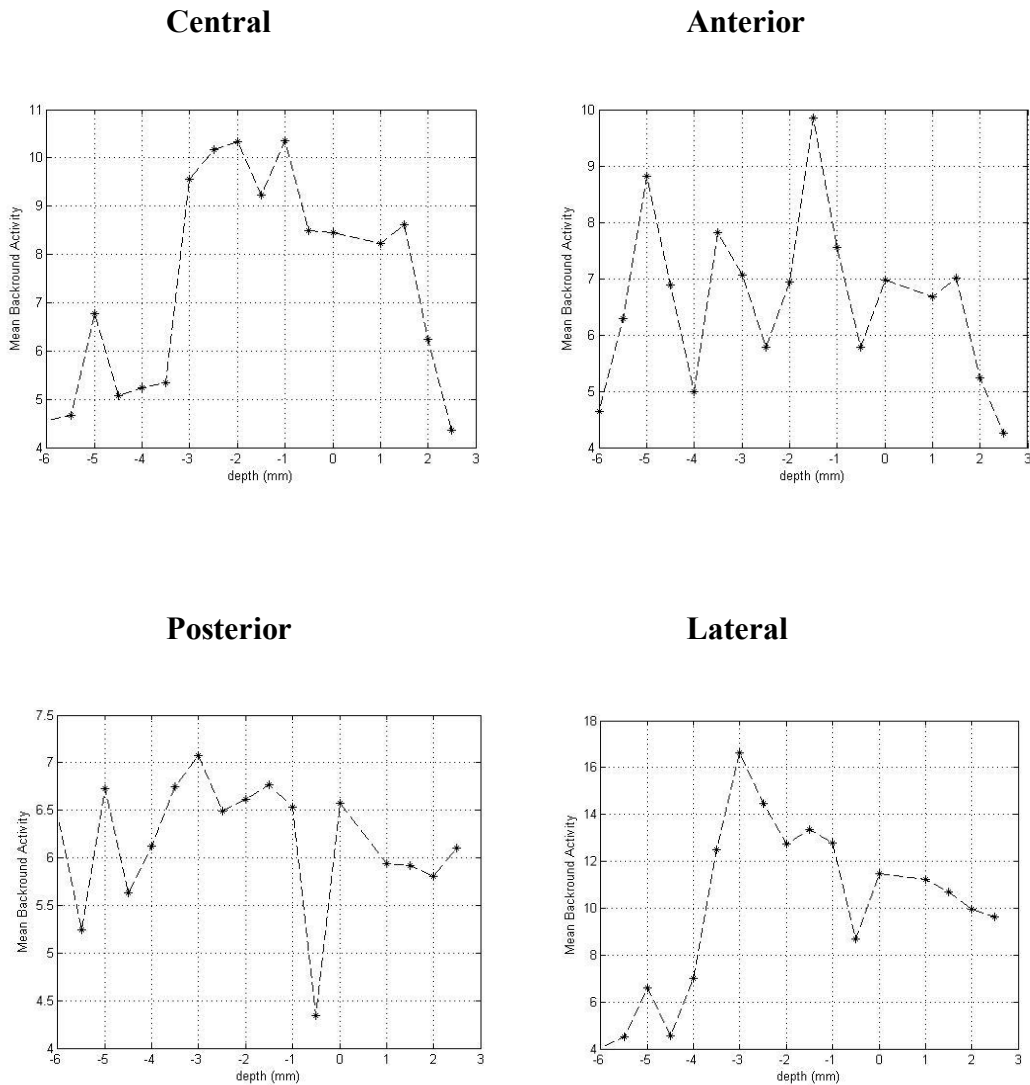 Central
Anterior
11
10
9
8
7
6
5
4
Mean Backround Activity
-6 -5 -4 -3 -2 -1 0 1 2 3
depth (mm)
10
9
8
7
6
5
4
Mean Backround Activity
-6 -5 -4 -3 -2 -1 0 1 2 3
depth (mm)
Posterior
Lateral
7.5
7
6.5
6
5.5
5
4.5
4
Mean Backround Activity
-6 -5 -4 -3 -2 -1 0 1 2 3
depth (mm)
18
16
14
12
10
8
6
4
Mean Backround Activity
-6 -5 -4 -3 -2 -1 0 1 2 3
depth (mm)